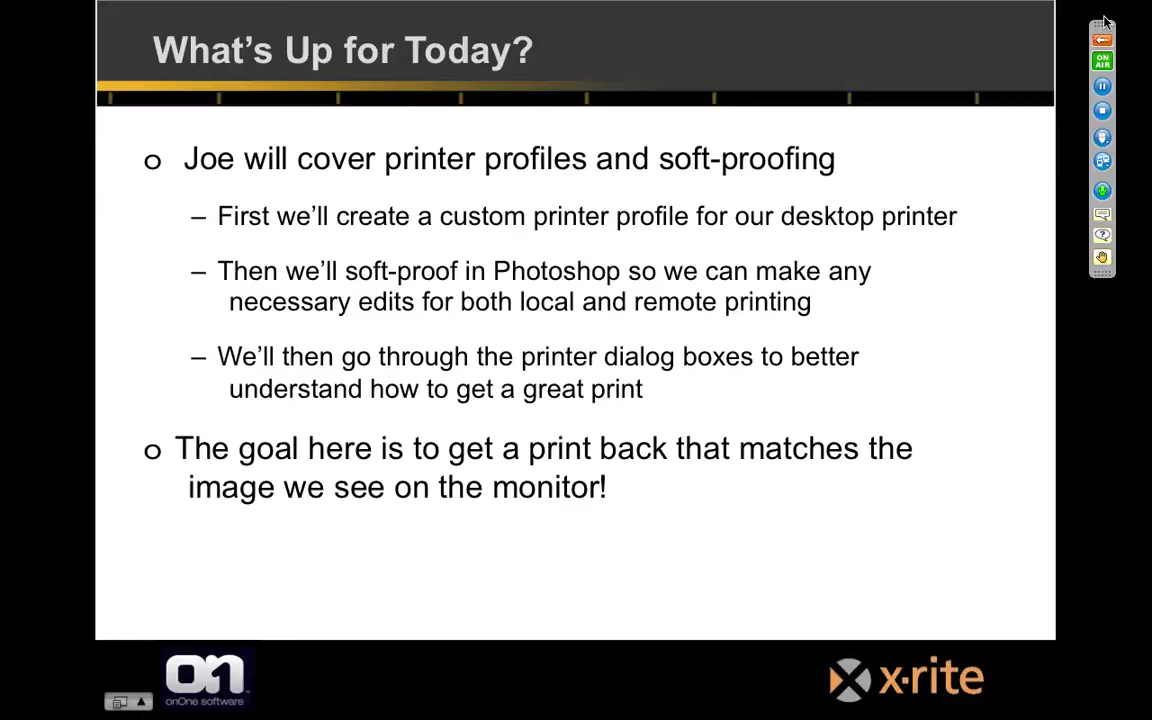 What's Up for Today?
ON
AIR
o Joe will cover printer profiles and soft-proofing
– First we'll create a custom printer profile for our desktop printer
– Then we'll soft-proof in Photoshop so we can make any
necessary edits for both local and remote printing
– We'll then go through the printer dialog boxes to better
understand how to get a great print
o The goal here is to get a print back that matches the
image we see on the monitor!
on1
onOne software
x·rite